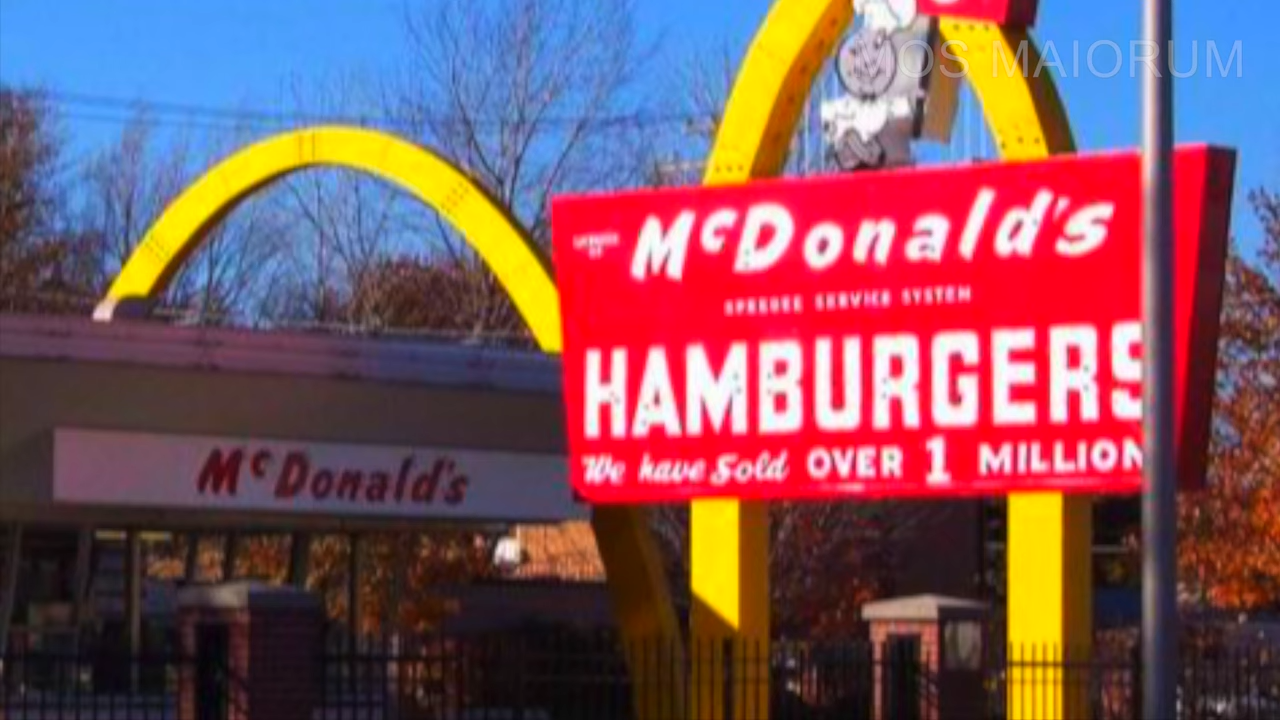 OS MAIORUM
McDonald's
SPEEDEE SERVICE SYSTEM
HAMBURGERS
We have Sold OVER 1 MILLION
McDonald's